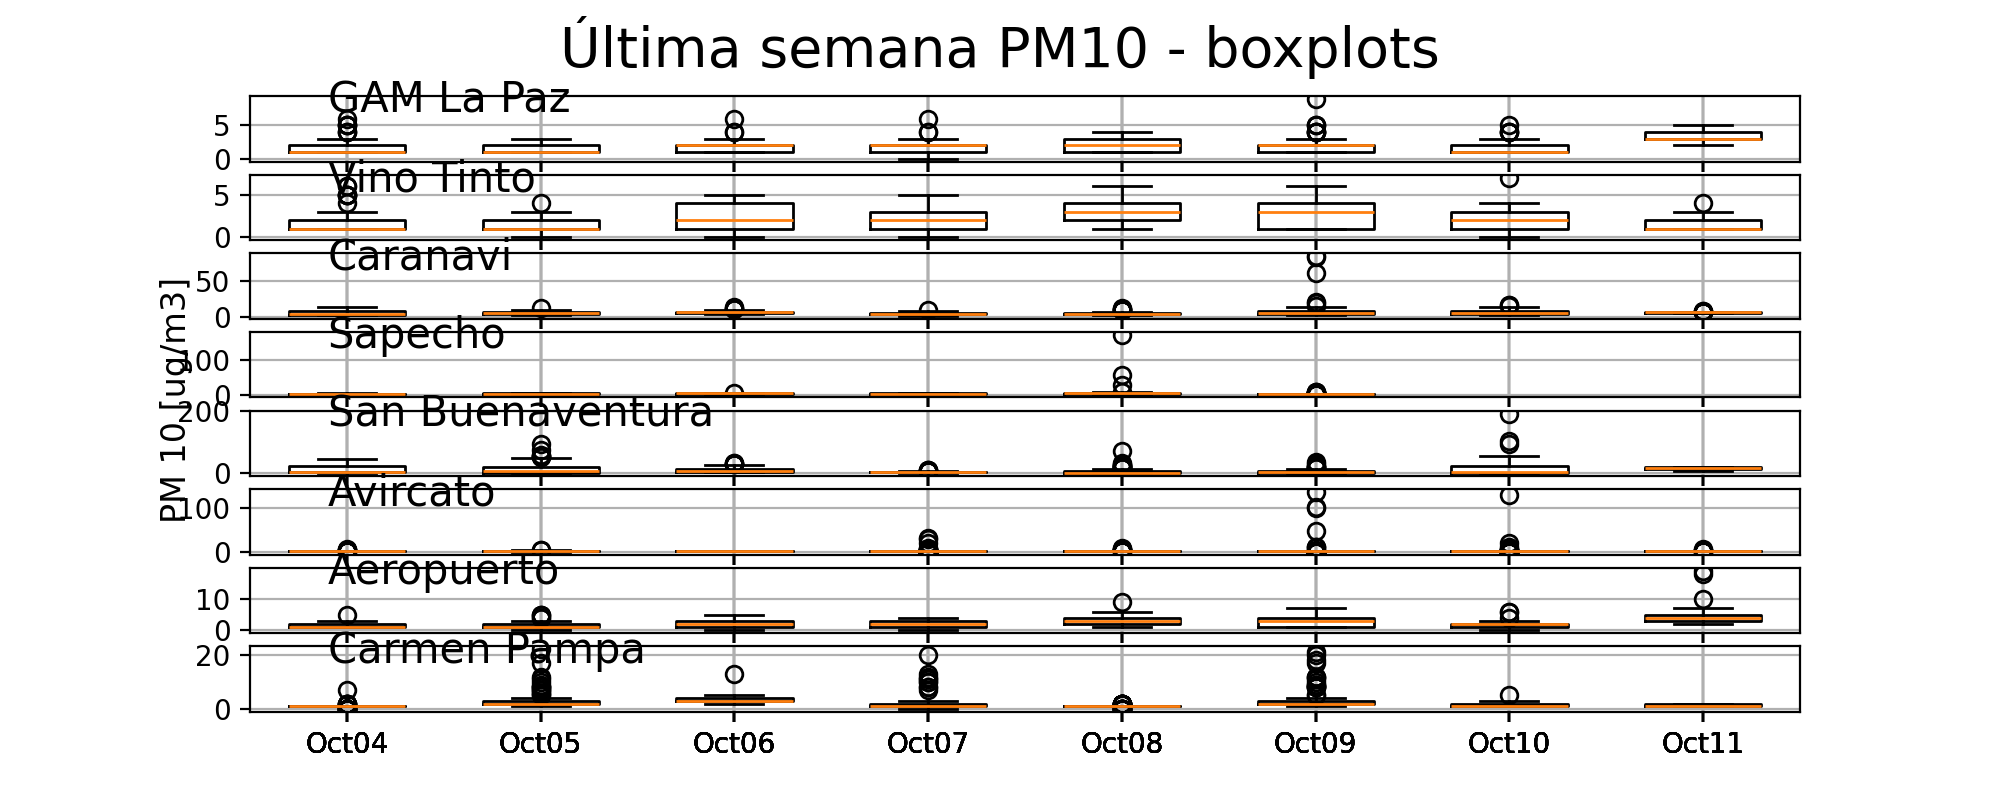 Última semana PM10 - boxplots
GAM La Paz
5
0
Vino Tinto
5
0
Caranavi
50
0
Sapecho
100
0
San Buenaventura
200
0
Avircato
100
0
Aeropuerto
10
0
Carmen Pampa
20
0
PM 10 [ug/m3]
Oct04 Oct05 Oct06 Oct07 Oct08 Oct09 Oct10 Oct11